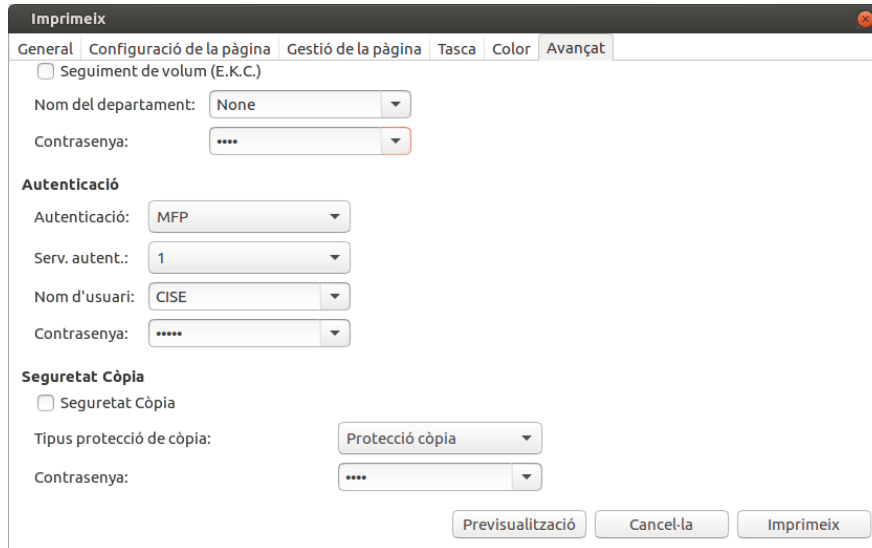 Imprimeix
General Configuració de la pàgina Gestió de la pàgina Tasca Color Avançat
Seguiment de volum (E.K.C.)
Nom del departament: None
Contrasenya: ••••
Autenticació
Autenticació: MFP
Serv. autent.: 1
Nom d'usuari: CISE
Contrasenya: •••••
Seguretat Còpia
Seguretat Còpia
Tipus protecció de còpia: Protecció còpia
Contrasenya: ••••
Previsualització Cancel·la Imprimeix